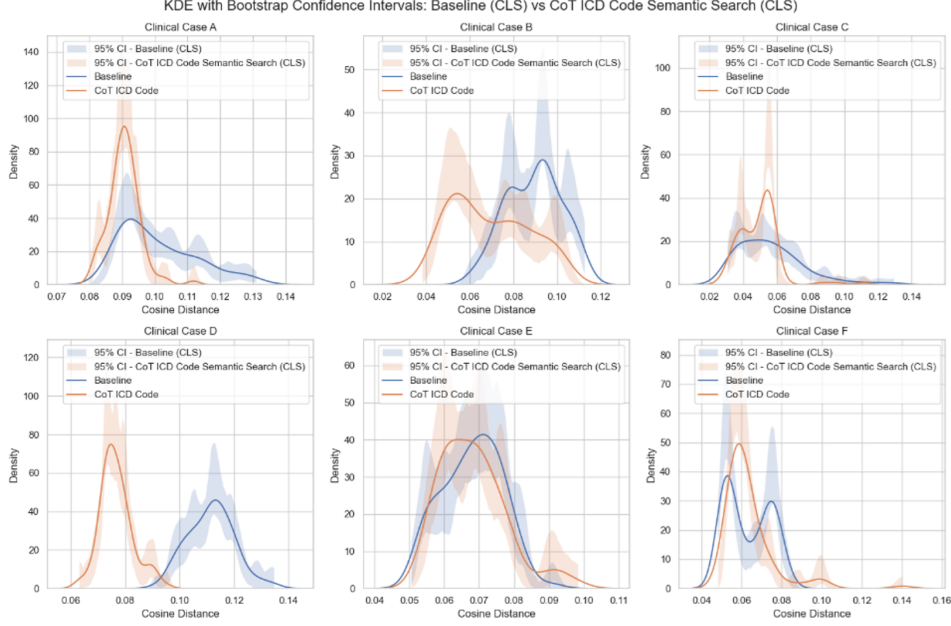 KDE with Bootstrap Confidence Intervals: Baseline (CLS) vs CoT ICD Code Semantic Search (CLS)
Clinical Case A
140
120
100
80
60
40
20
0
Density
95% CI - Baseline (CLS)
95% CI - CoT ICD Code Semantic Search (CLS)
Baseline
CoT ICD Code
0.07 0.08 0.09 0.10 0.11 0.12 0.13 0.14
Cosine Distance
Clinical Case B
50
40
30
20
10
0
Density
95% CI - Baseline (CLS)
95% CI - CoT ICD Code Semantic Search (CLS)
Baseline
CoT ICD Code
0.02 0.04 0.06 0.08 0.10 0.12
Cosine Distance
Clinical Case C
100
80
60
40
20
0
Density
95% CI - Baseline (CLS)
95% CI - CoT ICD Code Semantic Search (CLS)
Baseline
CoT ICD Code
0.02 0.04 0.06 0.08 0.10 0.12 0.14
Cosine Distance
Clinical Case D
120
100
80
60
40
20
0
Density
95% CI - Baseline (CLS)
95% CI - CoT ICD Code Semantic Search (CLS)
Baseline
CoT ICD Code
0.06 0.08 0.10 0.12 0.14
Cosine Distance
Clinical Case E
60
50
40
30
20
10
0
Density
95% CI - Baseline (CLS)
95% CI - CoT ICD Code Semantic Search (CLS)
Baseline
CoT ICD Code
0.04 0.05 0.06 0.07 0.08 0.09 0.10 0.11
Cosine Distance
Clinical Case F
80
70
60
50
40
30
20
10
0
Density
95% CI - Baseline (CLS)
95% CI - CoT ICD Code Semantic Search (CLS)
Baseline
CoT ICD Code
0.04 0.06 0.08 0.10 0.12 0.14 0.16
Cosine Distance